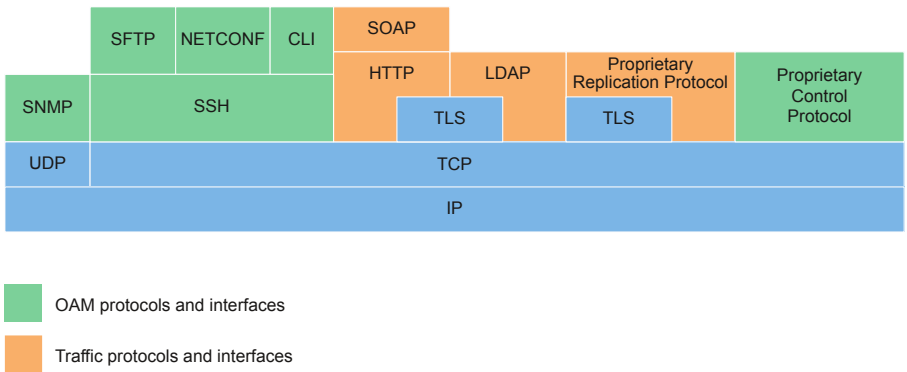 SOAP
SFTP
NETCONF
CLI
HTTP
LDAP
Proprietary
Replication Protocol
Proprietary
Control
Protocol
SNMP
SSH
TLS
TLS
UDP
TCP
IP
OAM protocols and interfaces
Traffic protocols and interfaces